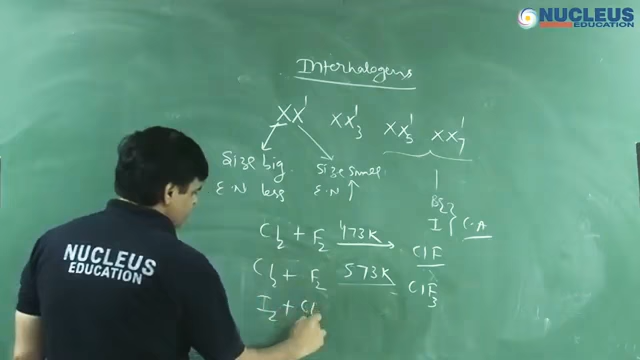 NUCLEUS
EDUCATION
Interhalogens
XX' XX'3 XX'5 XX'7
Size big Size small
E.N less E.N ↑
Br
I } C.A
Cl2 + F2 473K → ClF
Cl2 + F2 573K → ClF3
I2 + Cl
NUCLEUS
EDUCATION